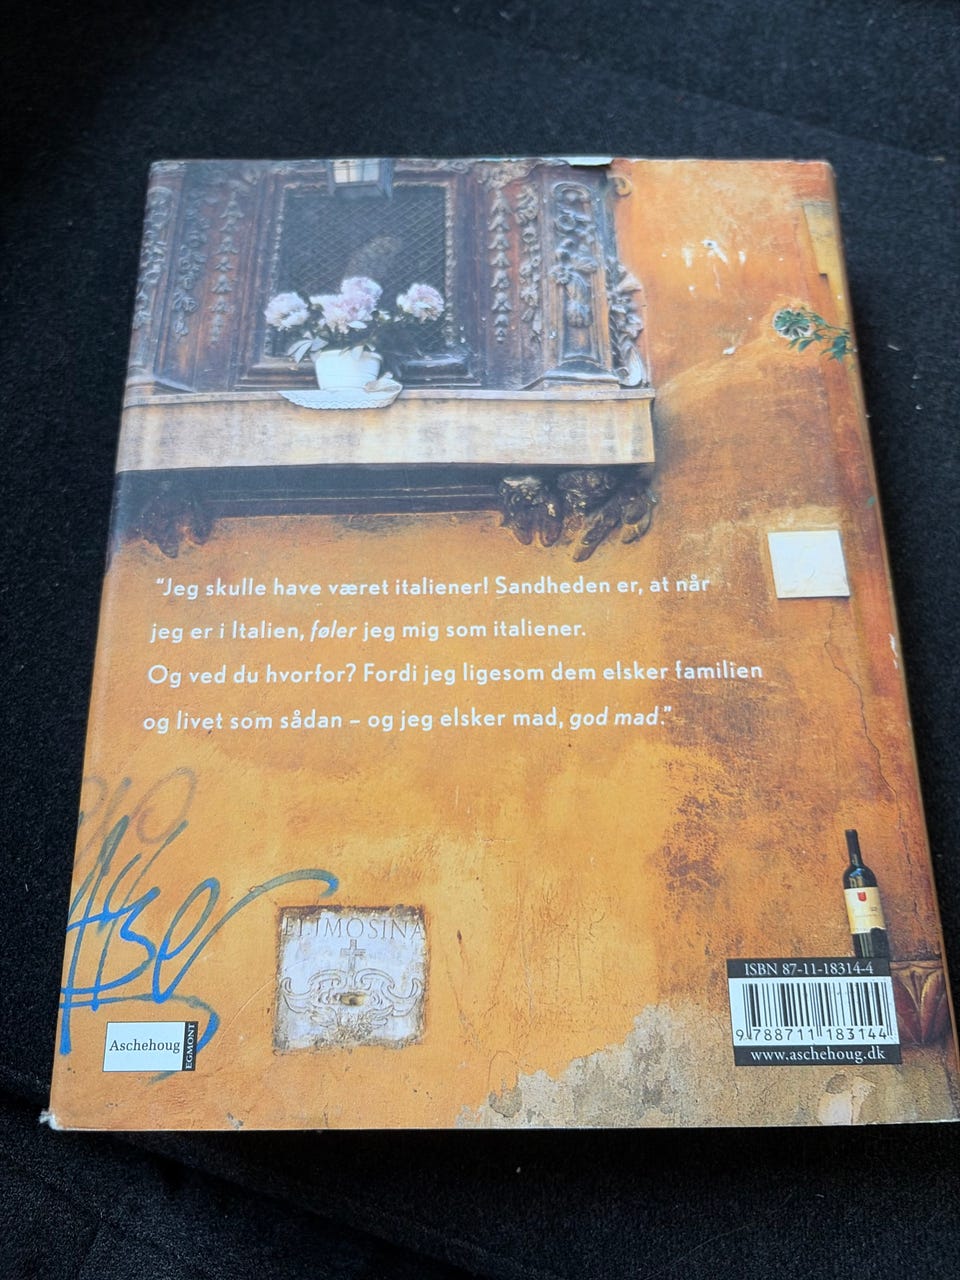 “Jeg skulle have været italiener! Sandheden er, at når
jeg er i Italien, føler jeg mig som italiener.
Og ved du hvorfor? Fordi jeg ligesom dem elsker familien
og livet som sådan – og jeg elsker mad, god mad.”
ELIMOSINA
Aschehoug
EGMONT
ISBN 87-11-18314-4
9 788711 183144
www.aschehoug.dk